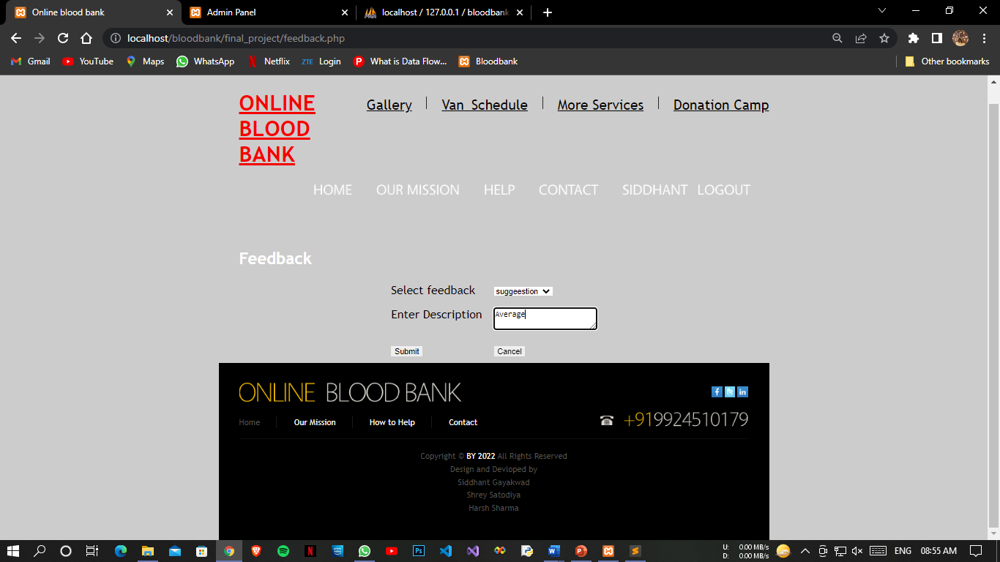 Online blood bank
Admin Panel
localhost / 127.0.0.1 / bloodbank
localhost/bloodbank/final_project/feedback.php
Gmail YouTube Maps WhatsApp Netflix ZTE Login What is Data Flow... Bloodbank Other bookmarks
ONLINE
BLOOD
BANK
Gallery Van Schedule More Services Donation Camp
HOME OUR MISSION HELP CONTACT SIDDHANT LOGOUT
Feedback
Select feedback suggeestion
Enter Description Average
Submit Cancel
ONLINE BLOOD BANK
Home Our Mission How to Help Contact
+919924510179
Copyright © BY 2022 All Rights Reserved
Design and Devloped by
Siddhant Gayakwad
Shrey Satodiya
Harsh Sharma
U: 0.00 MB/s
D: 0.00 MB/s
ENG 08:55 AM